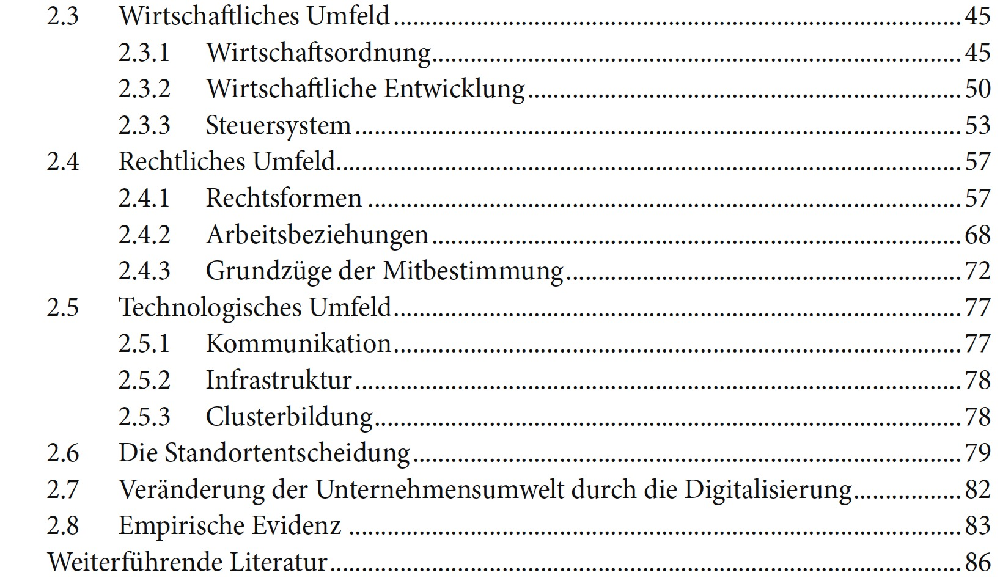 2.3 Wirtschaftliches Umfeld 45
2.3.1 Wirtschaftsordnung 45
2.3.2 Wirtschaftliche Entwicklung 50
2.3.3 Steuersystem 53
2.4 Rechtliches Umfeld 57
2.4.1 Rechtsformen 57
2.4.2 Arbeitsbeziehungen 68
2.4.3 Grundzüge der Mitbestimmung 72
2.5 Technologisches Umfeld 77
2.5.1 Kommunikation 77
2.5.2 Infrastruktur 78
2.5.3 Clusterbildung 78
2.6 Die Standortentscheidung 79
2.7 Veränderung der Unternehmensumwelt durch die Digitalisierung 82
2.8 Empirische Evidenz 83
Weiterführende Literatur 86